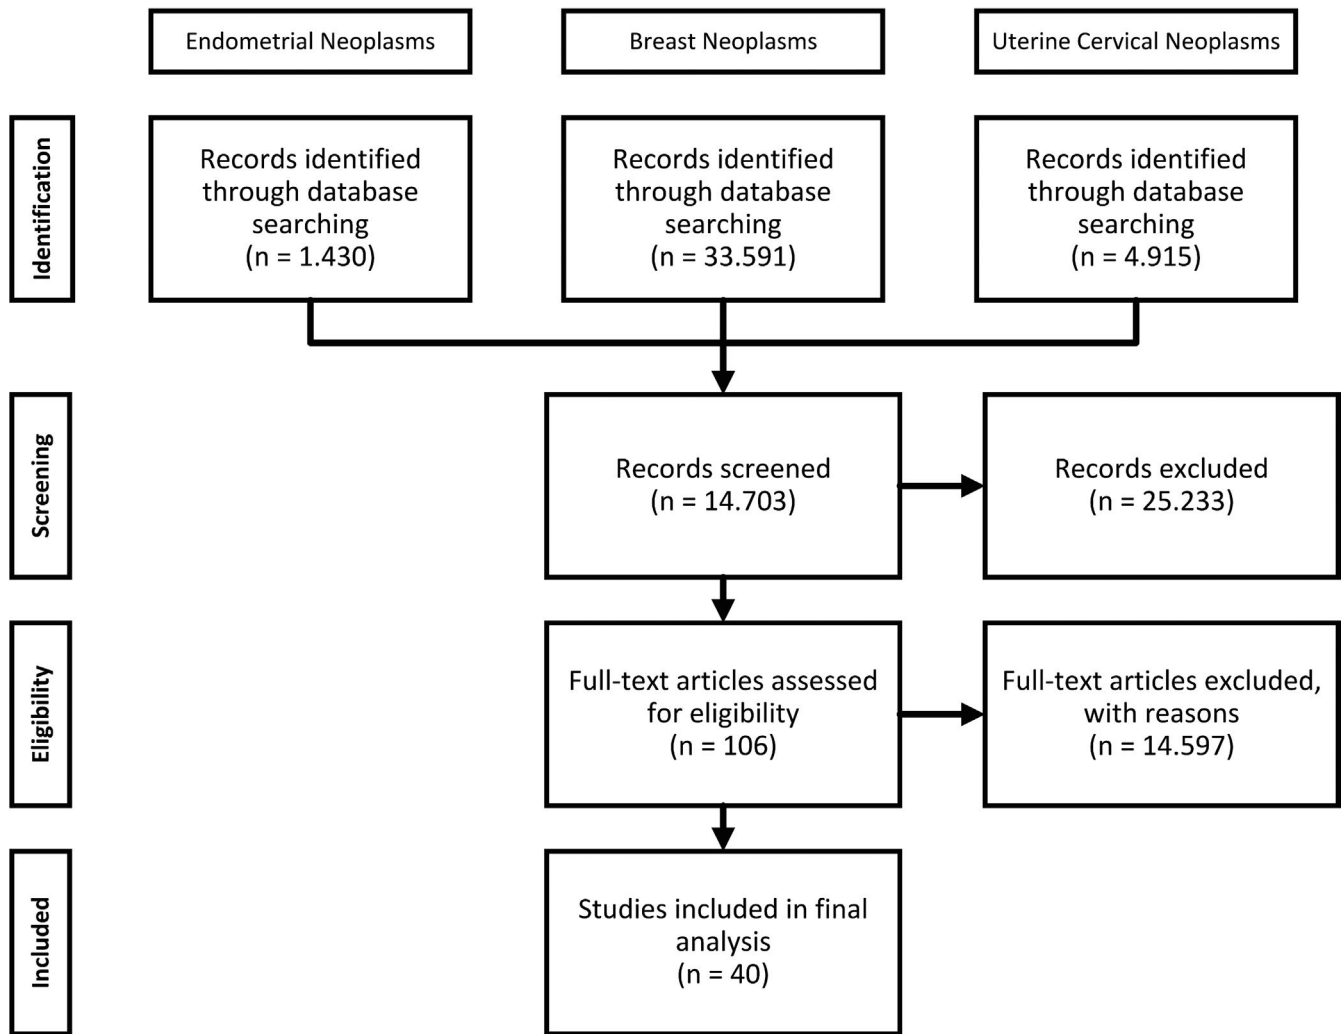 Endometrial Neoplasms
Breast Neoplasms
Uterine Cervical Neoplasms
Identification
Records identified
through database
searching
(n = 1.430)
Records identified
through database
searching
(n = 33.591)
Records identified
through database
searching
(n = 4.915)
Screening
Records screened
(n = 14.703)
Records excluded
(n = 25.233)
Eligibility
Full-text articles assessed
for eligibility
(n = 106)
Full-text articles excluded,
with reasons
(n = 14.597)
Included
Studies included in final
analysis
(n = 40)